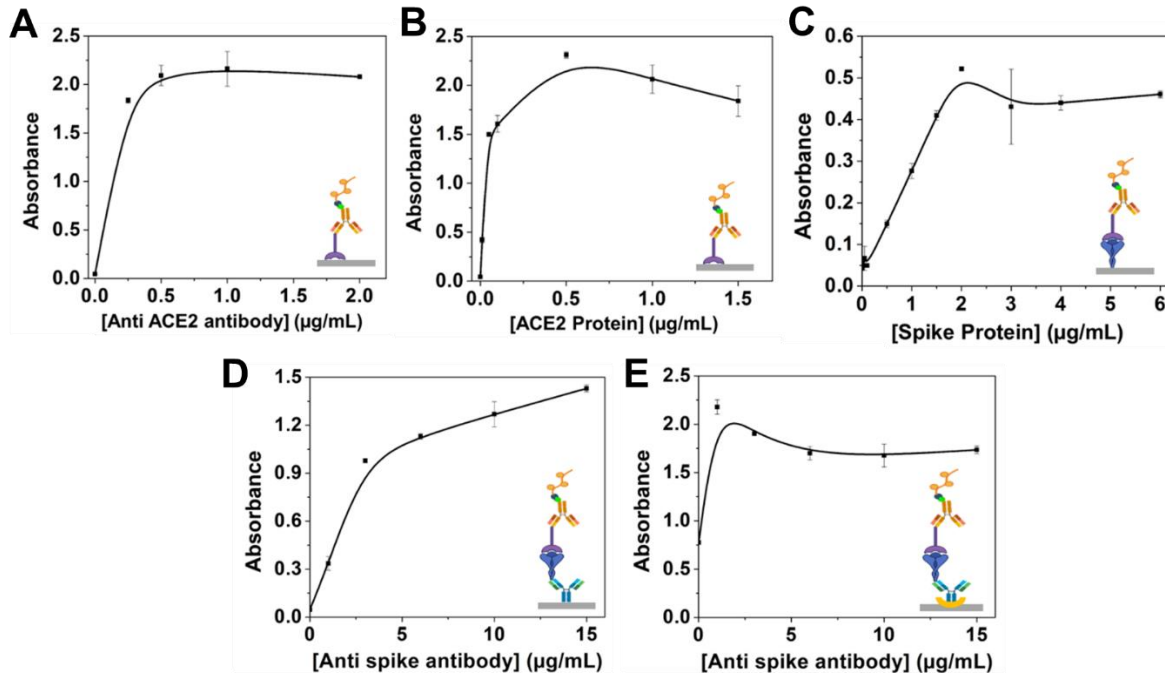 A
Absorbance
2.5
2.0
1.5
1.0
0.5
0.0
0.0 0.5 1.0 1.5 2.0
[Anti ACE2 antibody] (µg/mL)
B
Absorbance
2.5
2.0
1.5
1.0
0.5
0.0
0.0 0.5 1.0 1.5
[ACE2 Protein] (µg/mL)
C
Absorbance
0.6
0.5
0.4
0.3
0.2
0.1
0.0
0 1 2 3 4 5 6
[Spike Protein] (µg/mL)
D
Absorbance
1.5
1.2
0.9
0.6
0.3
0.0
0 5 10 15
[Anti spike antibody] (µg/mL)
E
Absorbance
2.5
2.0
1.5
1.0
0.5
0.0
0 5 10 15
[Anti spike antibody] (µg/mL)